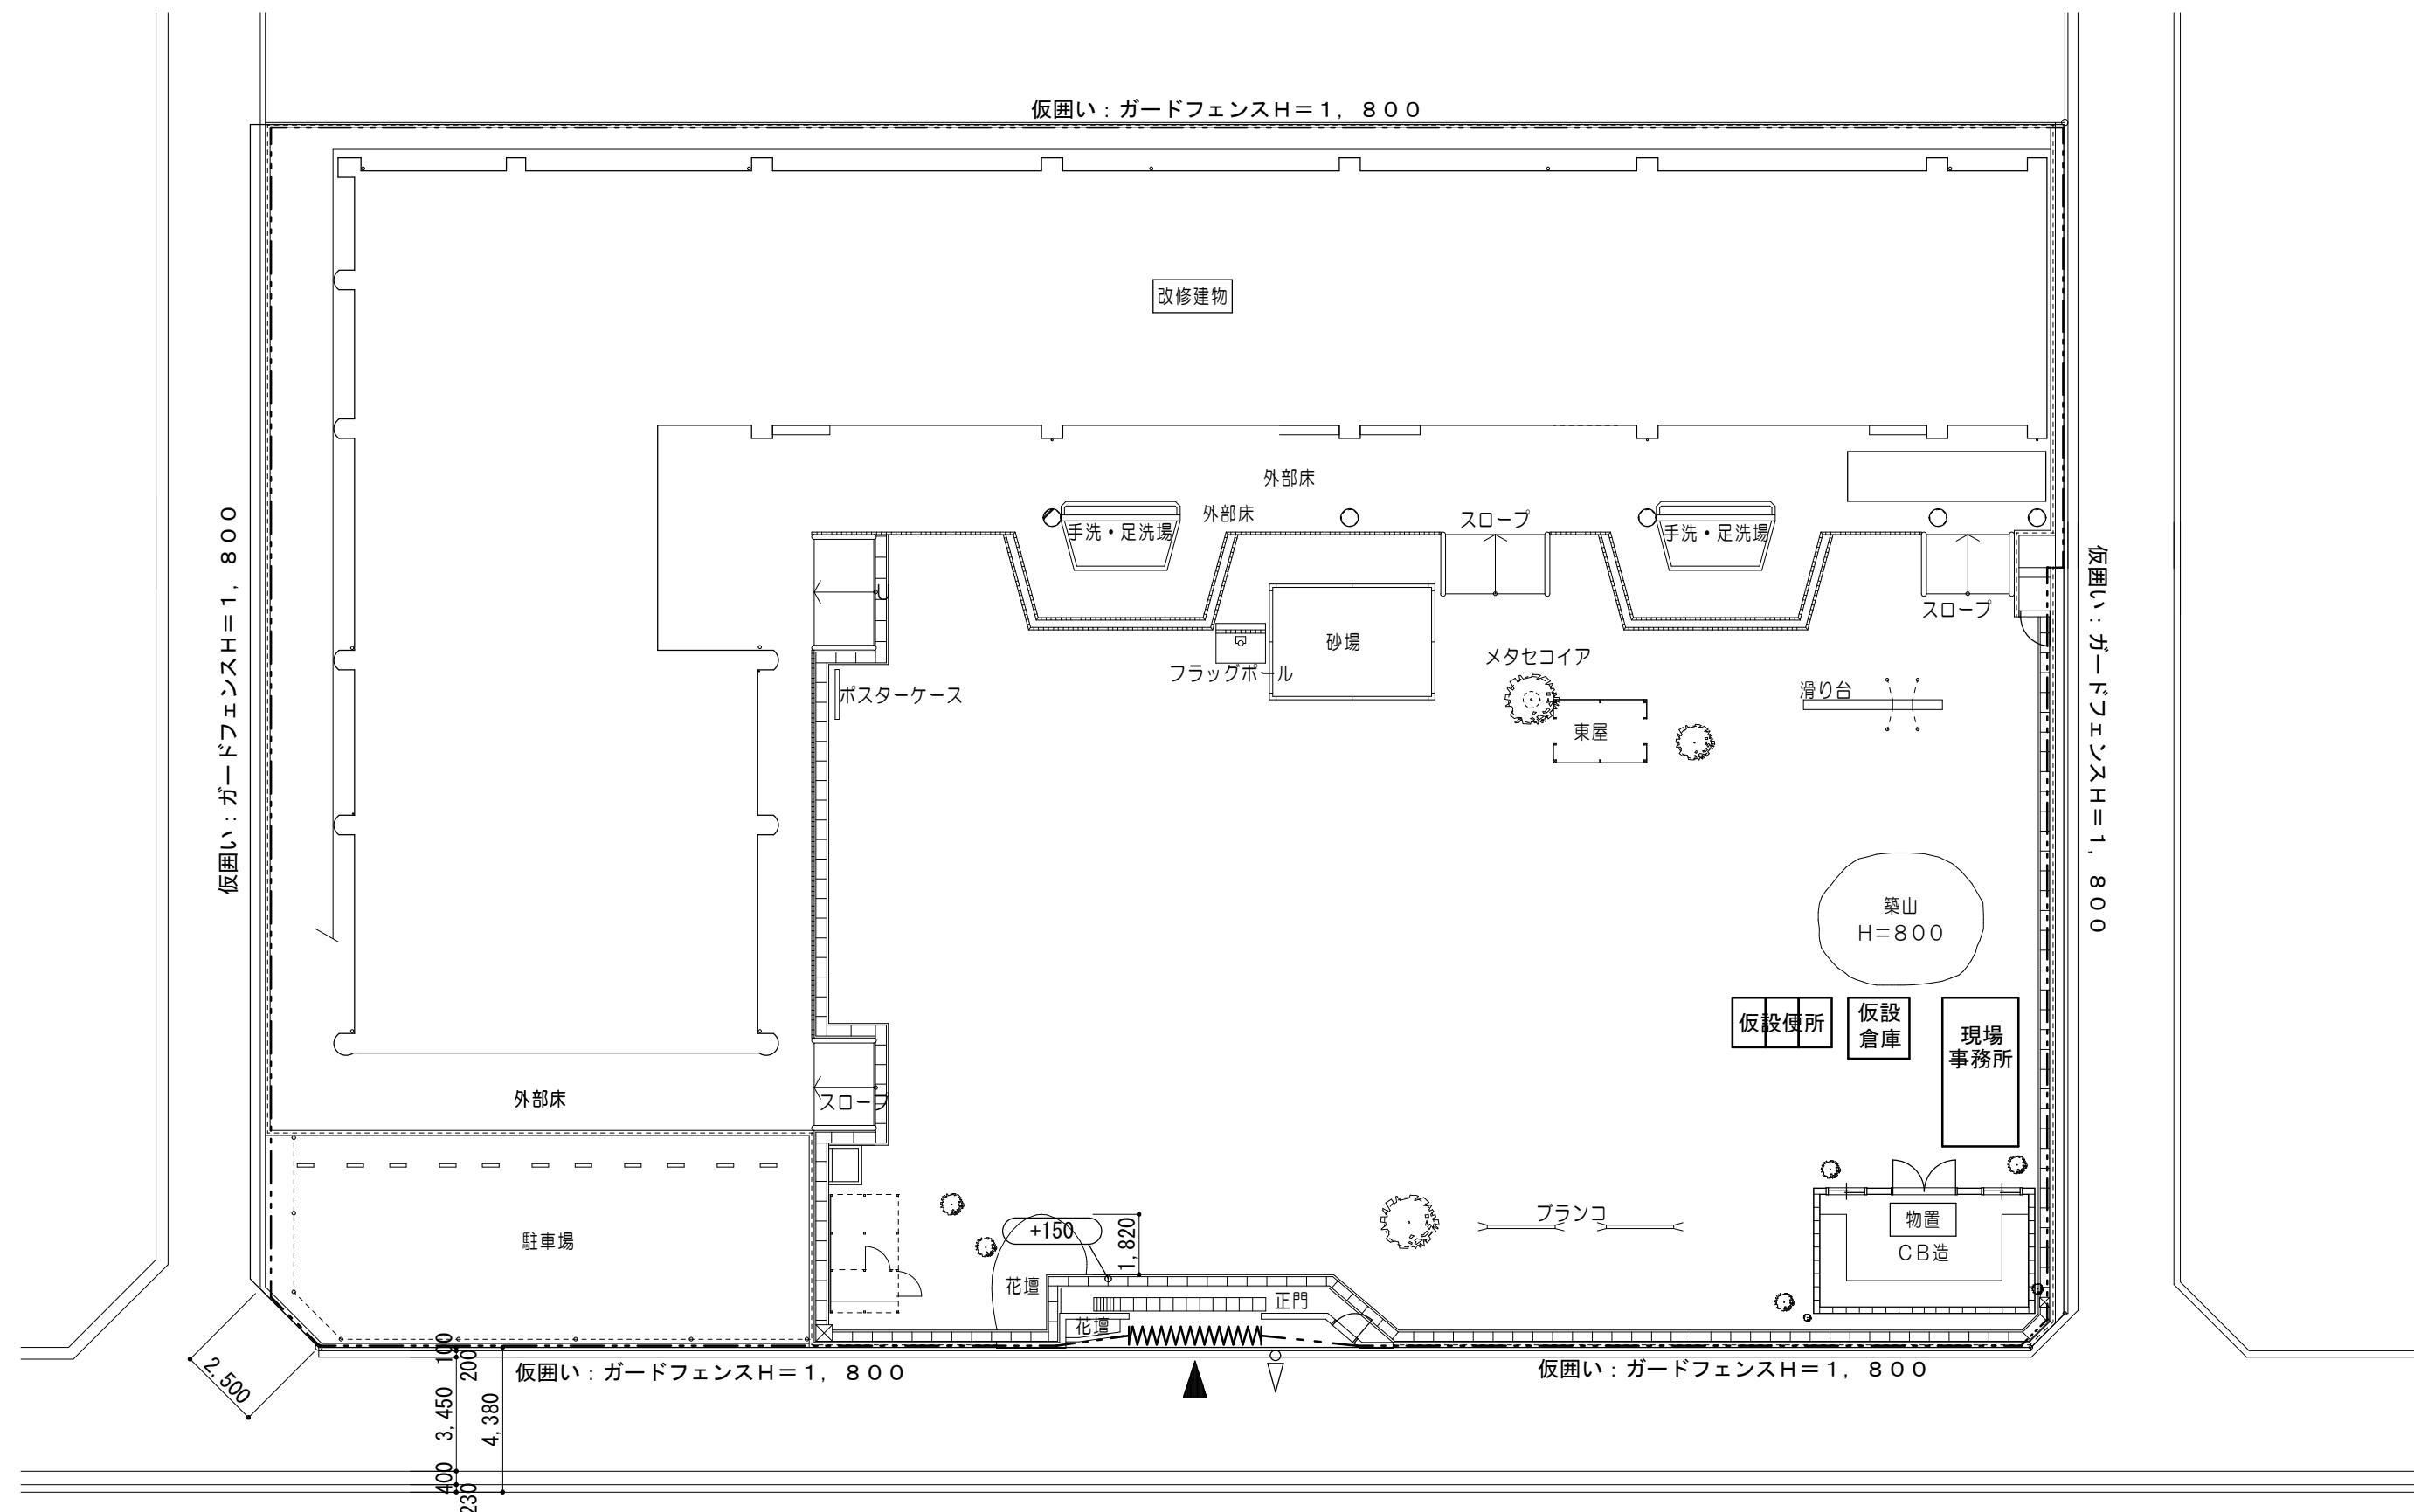 仮囲い：ガードフェンスＨ＝１，８００
改修建物
外部床
外部床
手洗・足洗場
スロープ
手洗・足洗場
仮囲い：ガードフェンスＨ＝１，８００
仮囲い：ガードフェンスＨ＝１，８００
スロープ
砂場
フラッグポール
メタセコイア
滑り台
ポスターケース
東屋
築山
Ｈ＝８００
仮設便所
仮設
倉庫
現場
事務所
外部床
スロープ
駐車場
+150
1,820
ブランコ
物置
ＣＢ造
花壇
正門
花壇
仮囲い：ガードフェンスＨ＝１，８００
仮囲い：ガードフェンスＨ＝１，８００
2,500
100
200
3,450
4,380
400
230